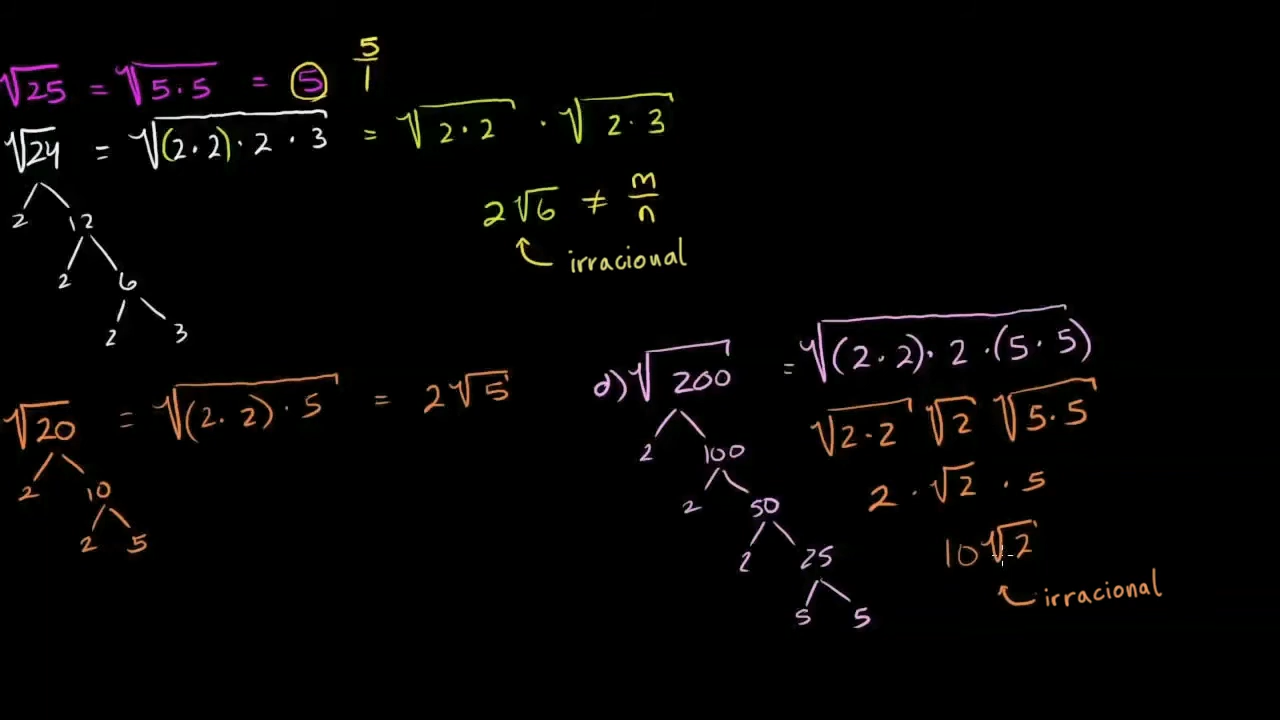 √25 = √5·5 = 5 5/1
√24 = √(2·2)·2·3 = √2·2 · √2·3
2 12
2√6 ≠ m/n
irracional
2 6
2 3
√20 = √(2·2)·5 = 2√5
2 10
2 5
d) √200 = √(2·2)·2·(5·5)
√2·2 √2 √5·5
2 100
2 · √2 · 5
2 50
10√2
2 25
irracional
5 5